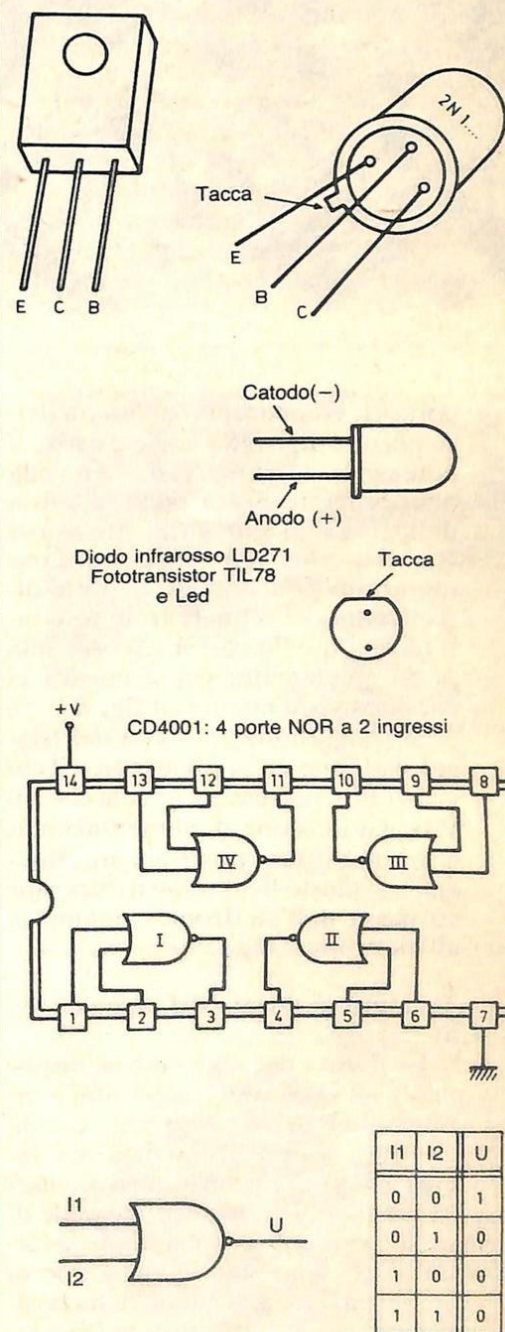 2N1....
Tacca
E C B
E
B
C
Catodo(−)
Anodo (+)
Diodo infrarosso LD271
Fototransistor TIL78
e Led
Tacca
+V
CD4001: 4 porte NOR a 2 ingressi
14 13 12 11 10 9 8
IV III
I II
1 2 3 4 5 6 7
I1 I2 U
0 0 1
0 1 0
1 0 0
1 1 0
I1
U
I2